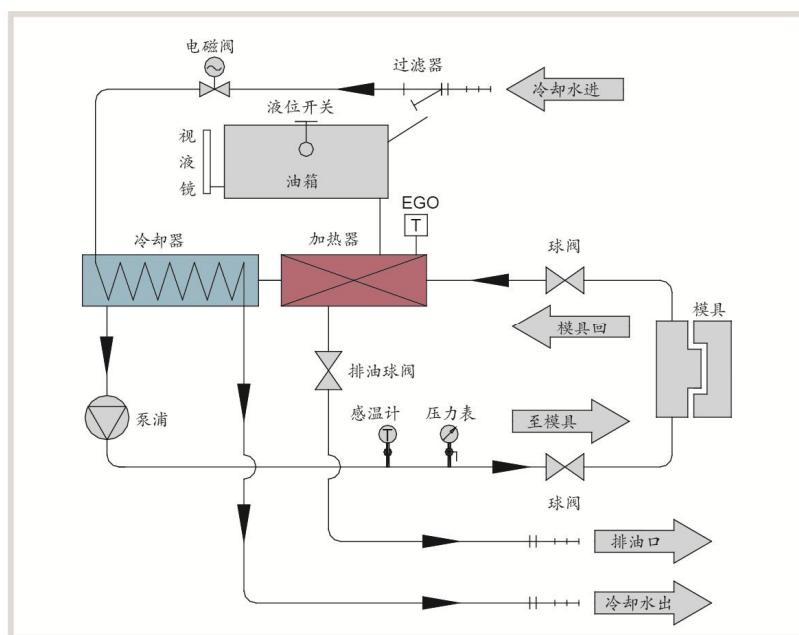 电磁阀
过滤器
冷却水进
液位开关
视
液
镜
油箱
EGO
T
冷却器
加热器
球阀
模具
模具回
排油球阀
泵浦
感温计
压力表
至模具
T
球阀
排油口
冷却水出